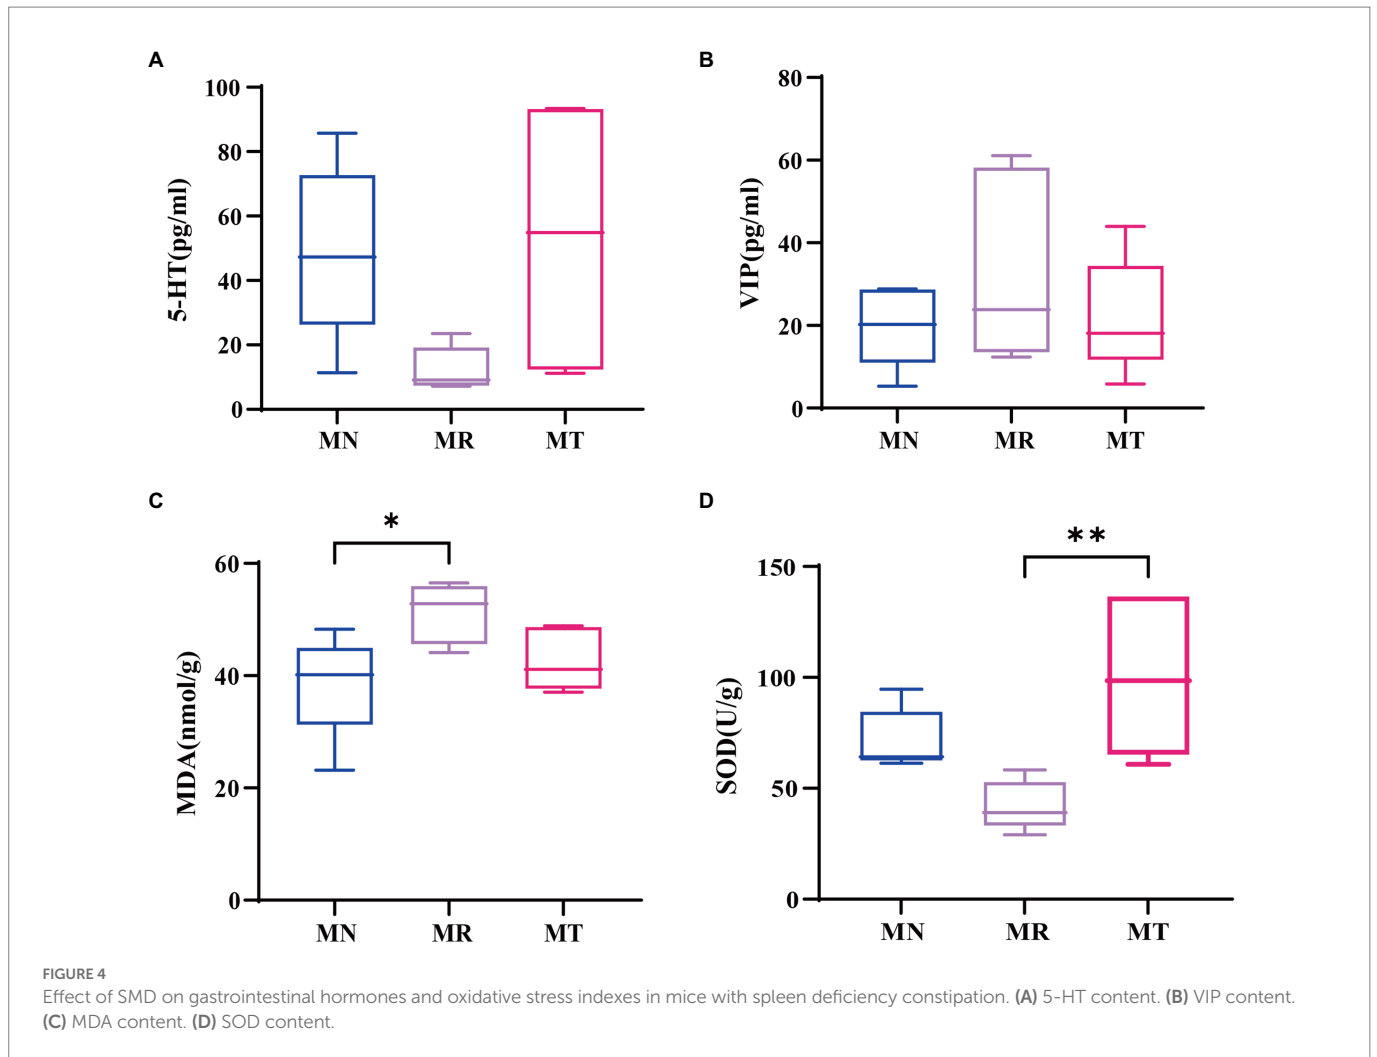 A
B
100
80
60
40
20
0
5-HT(pg/ml)
MN MR MT
80
60
40
20
0
VIP(pg/ml)
MN MR MT
C
D
*
60
40
20
0
MDA(nmol/g)
MN MR MT
**
150
100
50
0
SOD(U/g)
MN MR MT
FIGURE 4
Effect of SMD on gastrointestinal hormones and oxidative stress indexes in mice with spleen deficiency constipation. (A) 5-HT content. (B) VIP content.
(C) MDA content. (D) SOD content.